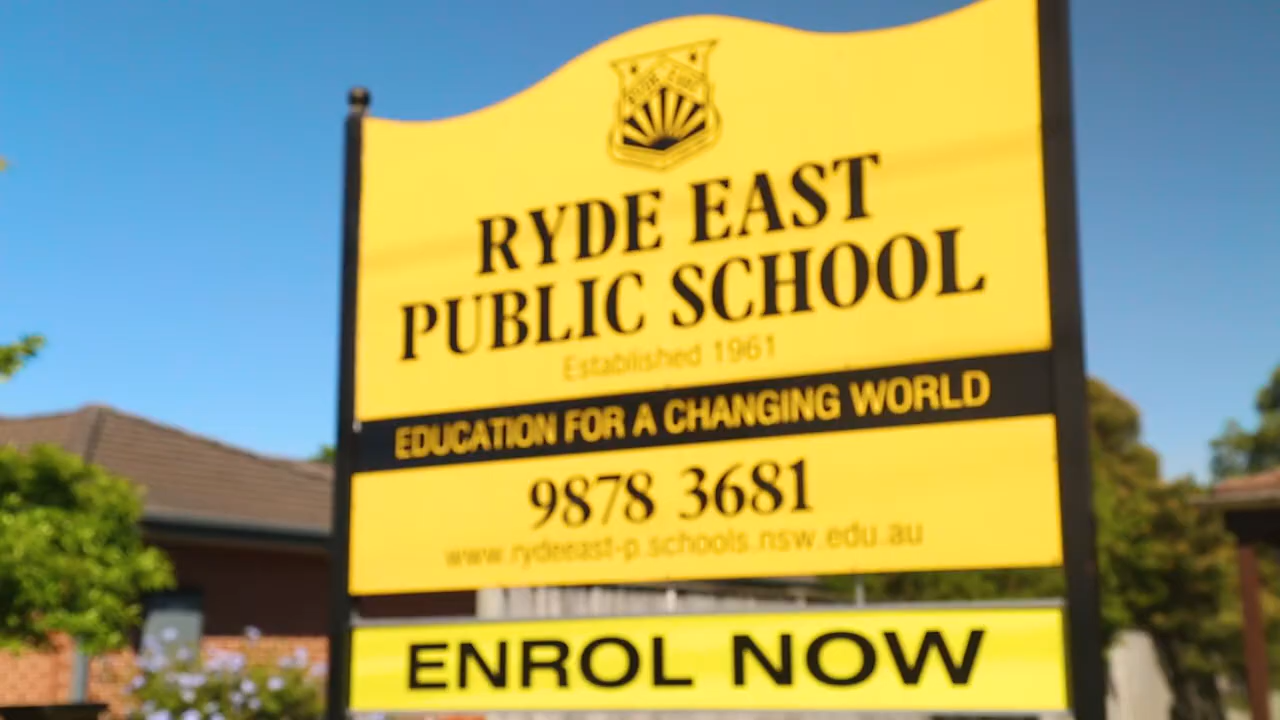 RYDE EAST
PUBLIC SCHOOL
Established 1961
EDUCATION FOR A CHANGING WORLD
9878 3681
www.rydeeast-p.schools.nsw.edu.au
ENROL NOW